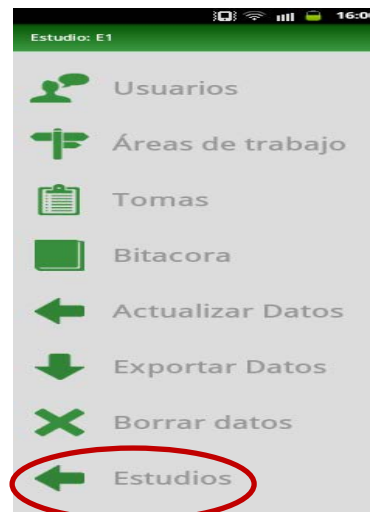 16:0
Estudio: E1
Usuarios
Áreas de trabajo
Tomas
Bitacora
Actualizar Datos
Exportar Datos
Borrar datos
Estudios